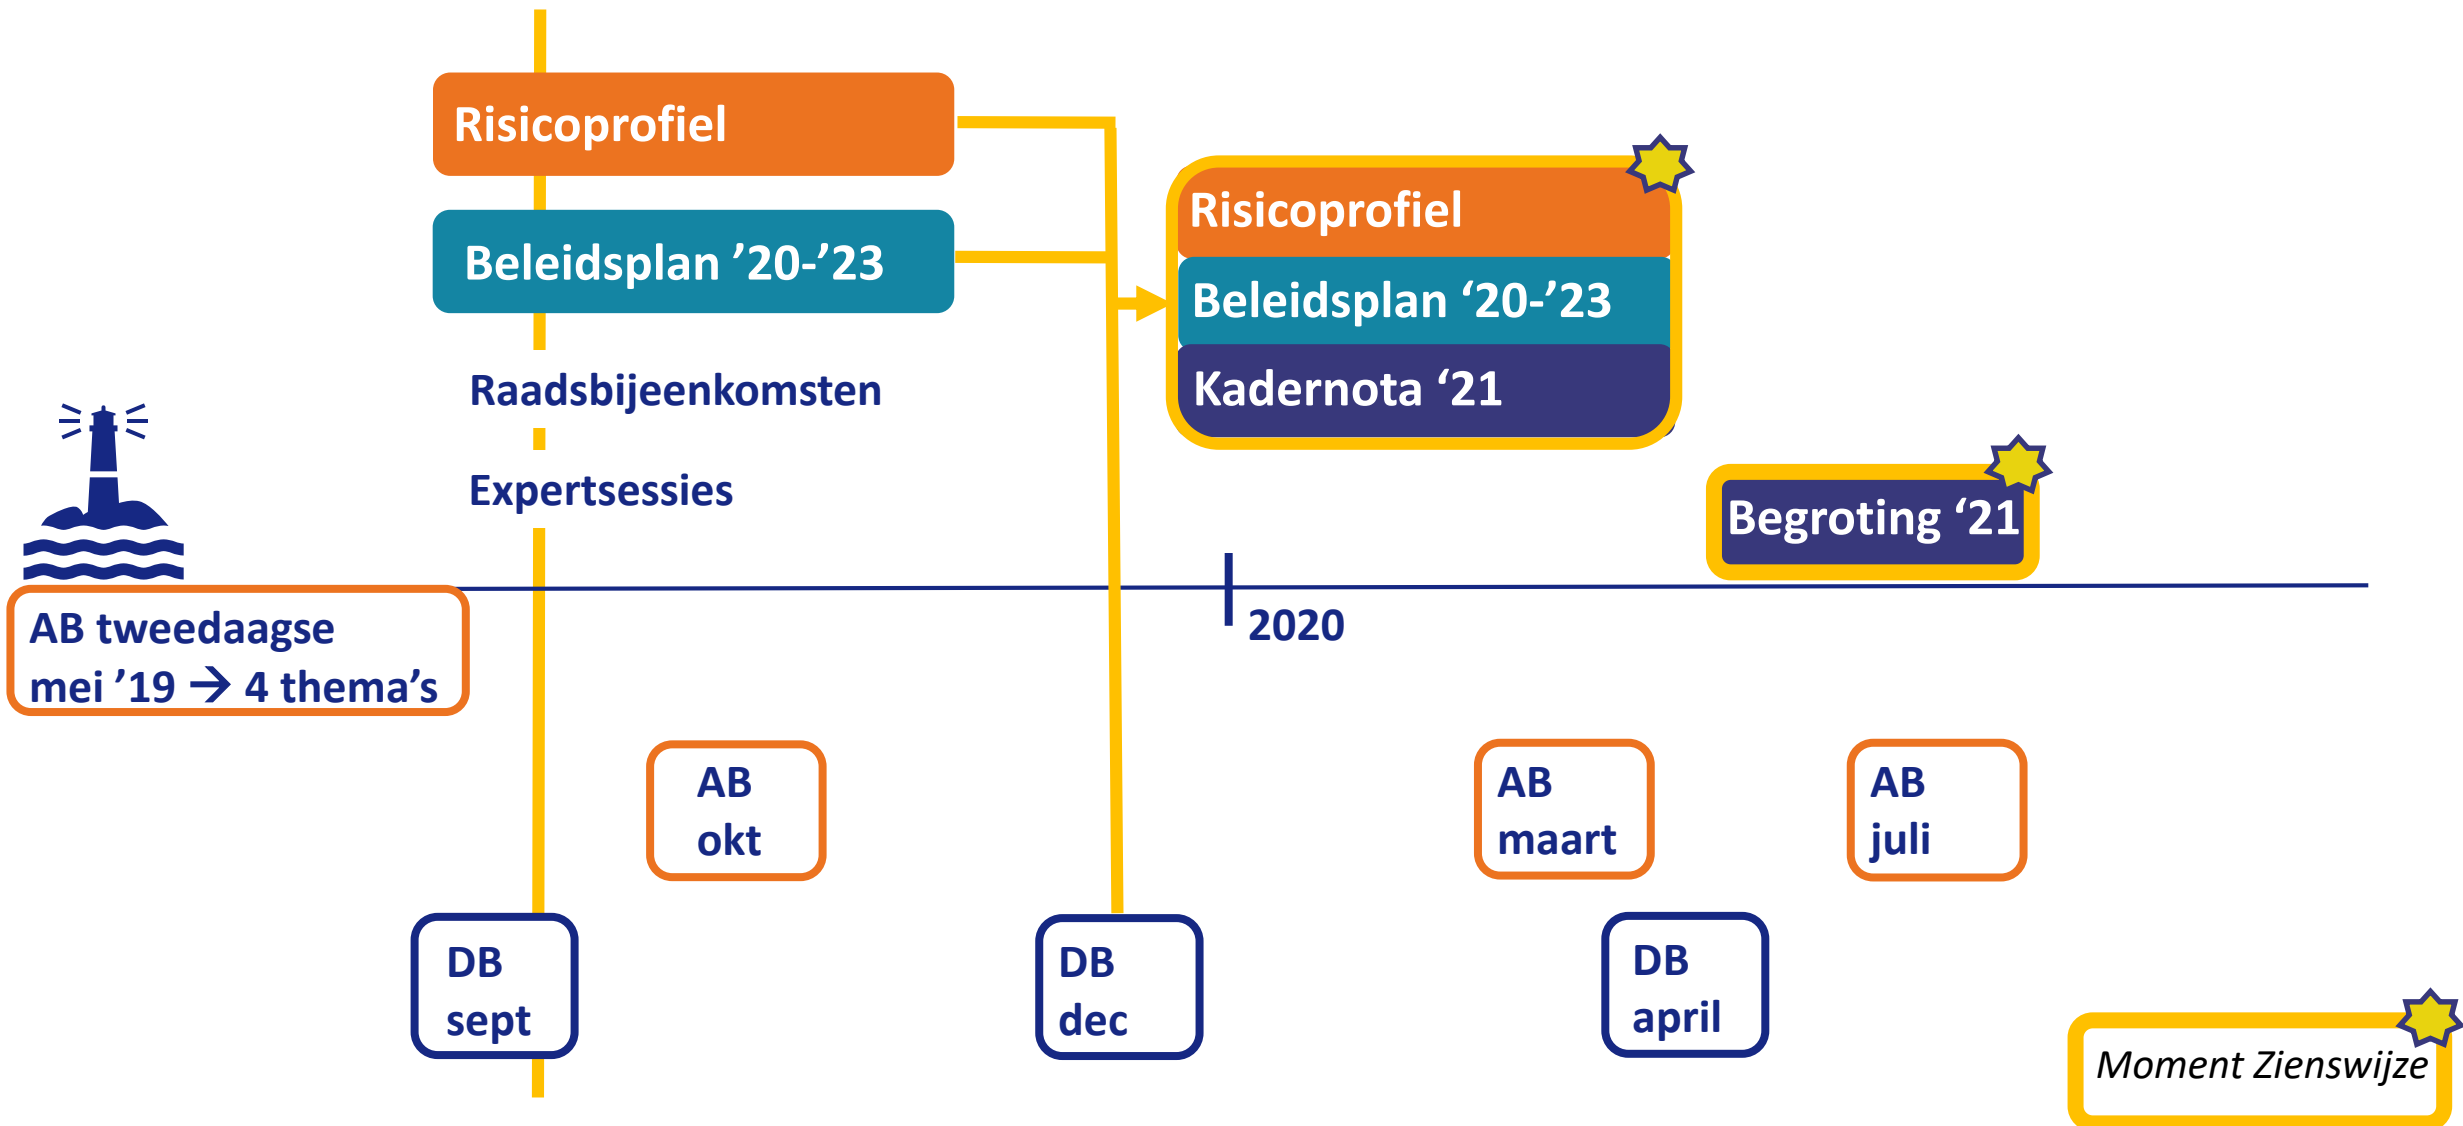 Risicoprofiel
Beleidsplan ’20-’23
Raadsbijeenkomsten
Expertsessies
Risicoprofiel
Beleidsplan ‘20-’23
Kadernota ‘21
Begroting ‘21
AB tweedaagse
mei ’19 → 4 thema’s
2020
AB
okt
AB
maart
AB
juli
DB
sept
DB
dec
DB
april
Moment Zienswijze